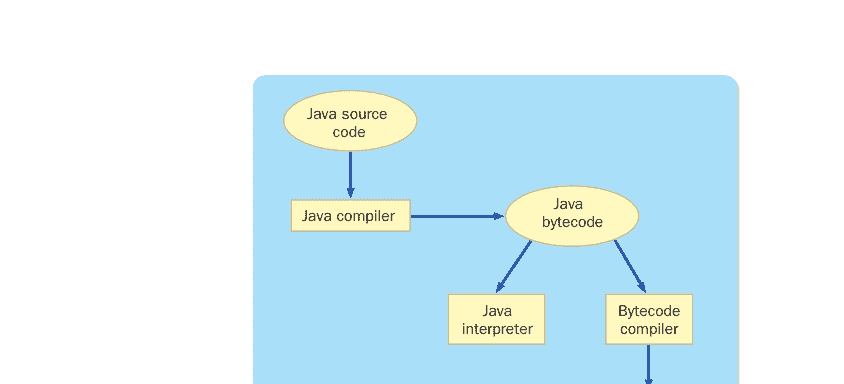 Java source
code
Java compiler
Java
bytecode
Java
interpreter
Bytecode
compiler